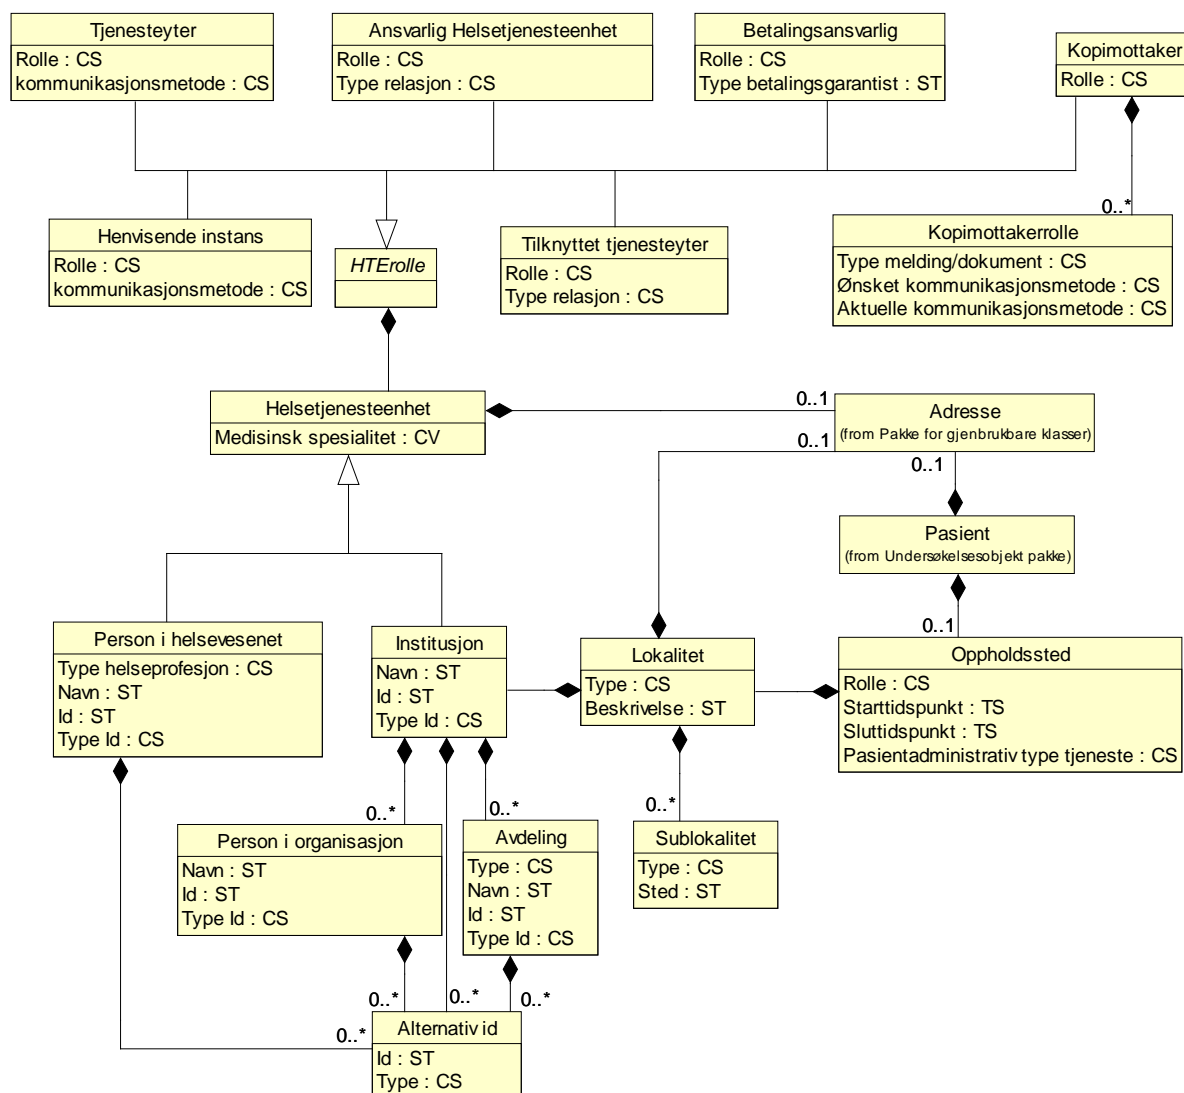 Tjenesteyter
Rolle : CS
kommunikasjonsmetode : CS
Ansvarlig Helsetjenesteenhet
Rolle : CS
Type relasjon : CS
Betalingsansvarlig
Rolle : CS
Type betalingsgarantist : ST
Kopimottaker
Rolle : CS
0..*
Henvisende instans
Rolle : CS
kommunikasjonsmetode : CS
HTErolle
Tilknyttet tjenesteyter
Rolle : CS
Type relasjon : CS
Kopimottakerrolle
Type melding/dokument : CS
Ønsket kommunikasjonsmetode : CS
Aktuelle kommunikasjonsmetode : CS
Helsetjenesteenhet
Medisinsk spesialitet : CV
0..1
0..1
Adresse
(from Pakke for gjenbrukbare klasser)
0..1
Pasient
(from Undersøkelsesobjekt pakke)
0..1
Person i helsevesenet
Type helseprofesjon : CS
Navn : ST
Id : ST
Type Id : CS
Institusjon
Navn : ST
Id : ST
Type Id : CS
Lokalitet
Type : CS
Beskrivelse : ST
Oppholdssted
Rolle : CS
Starttidspunkt : TS
Sluttidspunkt : TS
Pasientadministrativ type tjeneste : CS
0..*
0..*
0..*
Person i organisasjon
Navn : ST
Id : ST
Type Id : CS
Avdeling
Type : CS
Navn : ST
Id : ST
Type Id : CS
Sublokalitet
Type : CS
Sted : ST
0..*
0..*
0..*
0..*
Alternativ id
Id : ST
Type : CS